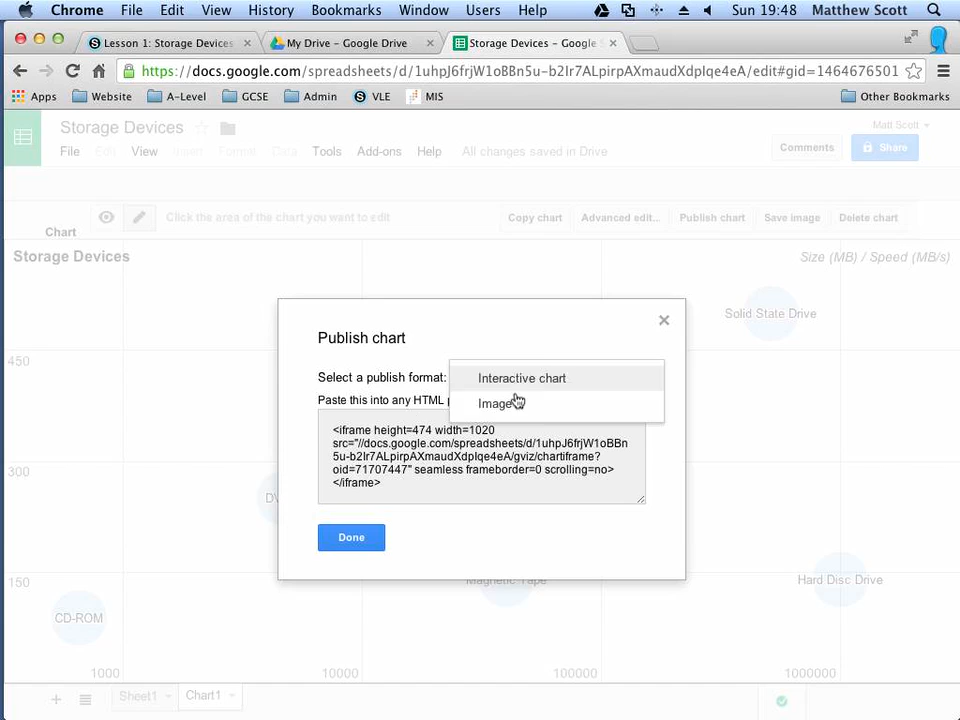 Chrome File Edit View History Bookmarks Window Users Help Sun 19:48 Matthew Scott
Lesson 1: Storage Devices My Drive – Google Drive Storage Devices – Google S
https://docs.google.com/spreadsheets/d/1uhpJ6frjW1oBBn5u-b2Ir7ALpirpAXmaudXdpIqe4eA/edit#gid=1464676501
Apps Website A-Level GCSE Admin VLE MIS Other Bookmarks
Storage Devices Matt Scott
File Edit View Insert Format Data Tools Add-ons Help All changes saved in Drive Comments Share
Chart Click the area of the chart you want to edit Copy chart Advanced edit... Publish chart Save image Delete chart
Storage Devices Size (MB) / Speed (MB/s)
Solid State Drive
Publish chart
450
Select a publish format: Interactive chart
Paste this into any HTML Image
<iframe height=474 width=1020
src="//docs.google.com/spreadsheets/d/1uhpJ6frjW1oBBn
5u-b2Ir7ALpirpAXmaudXdpIqe4eA/gviz/chartiframe?
oid=71707447" seamless frameborder=0 scrolling=no>
</iframe>
300
DV
Done
150 Magnetic Tape Hard Disc Drive
CD-ROM
1000 10000 100000 1000000
Sheet1 Chart1